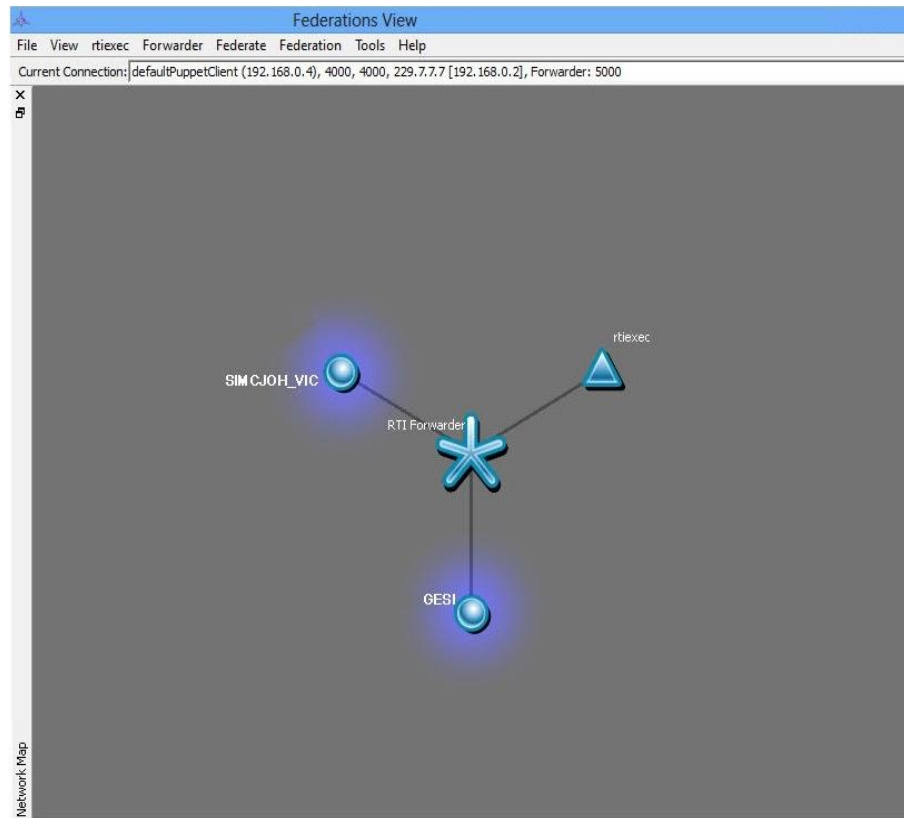 Federations View
File View rtiexec Forwarder Federate Federation Tools Help
Current Connection: defaultPuppetClient (192.168.0.4), 4000, 4000, 229.7.7.7 [192.168.0.2], Forwarder: 5000
rtiexec
SIMCJOH_VIC
RTI Forwarder
GESI
Network Map